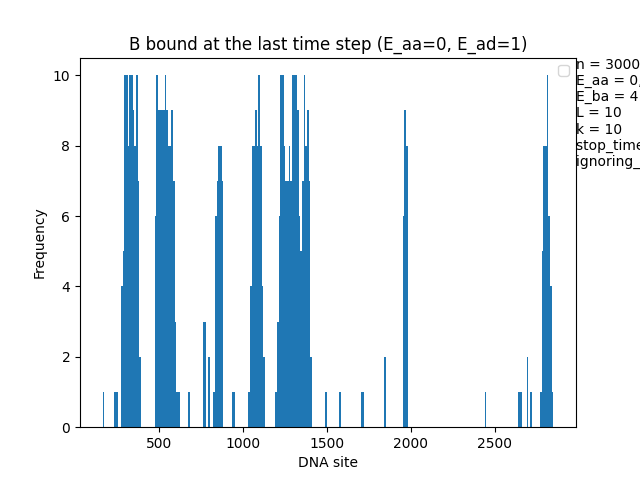 B bound at the last time step (E_aa=0, E_ad=1)
10
8
6
4
2
0
Frequency
500
1000
1500
2000
2500
DNA site
n = 3000
E_aa = 0,
E_ba = 4
L = 10
k = 10
stop_time
ignoring_